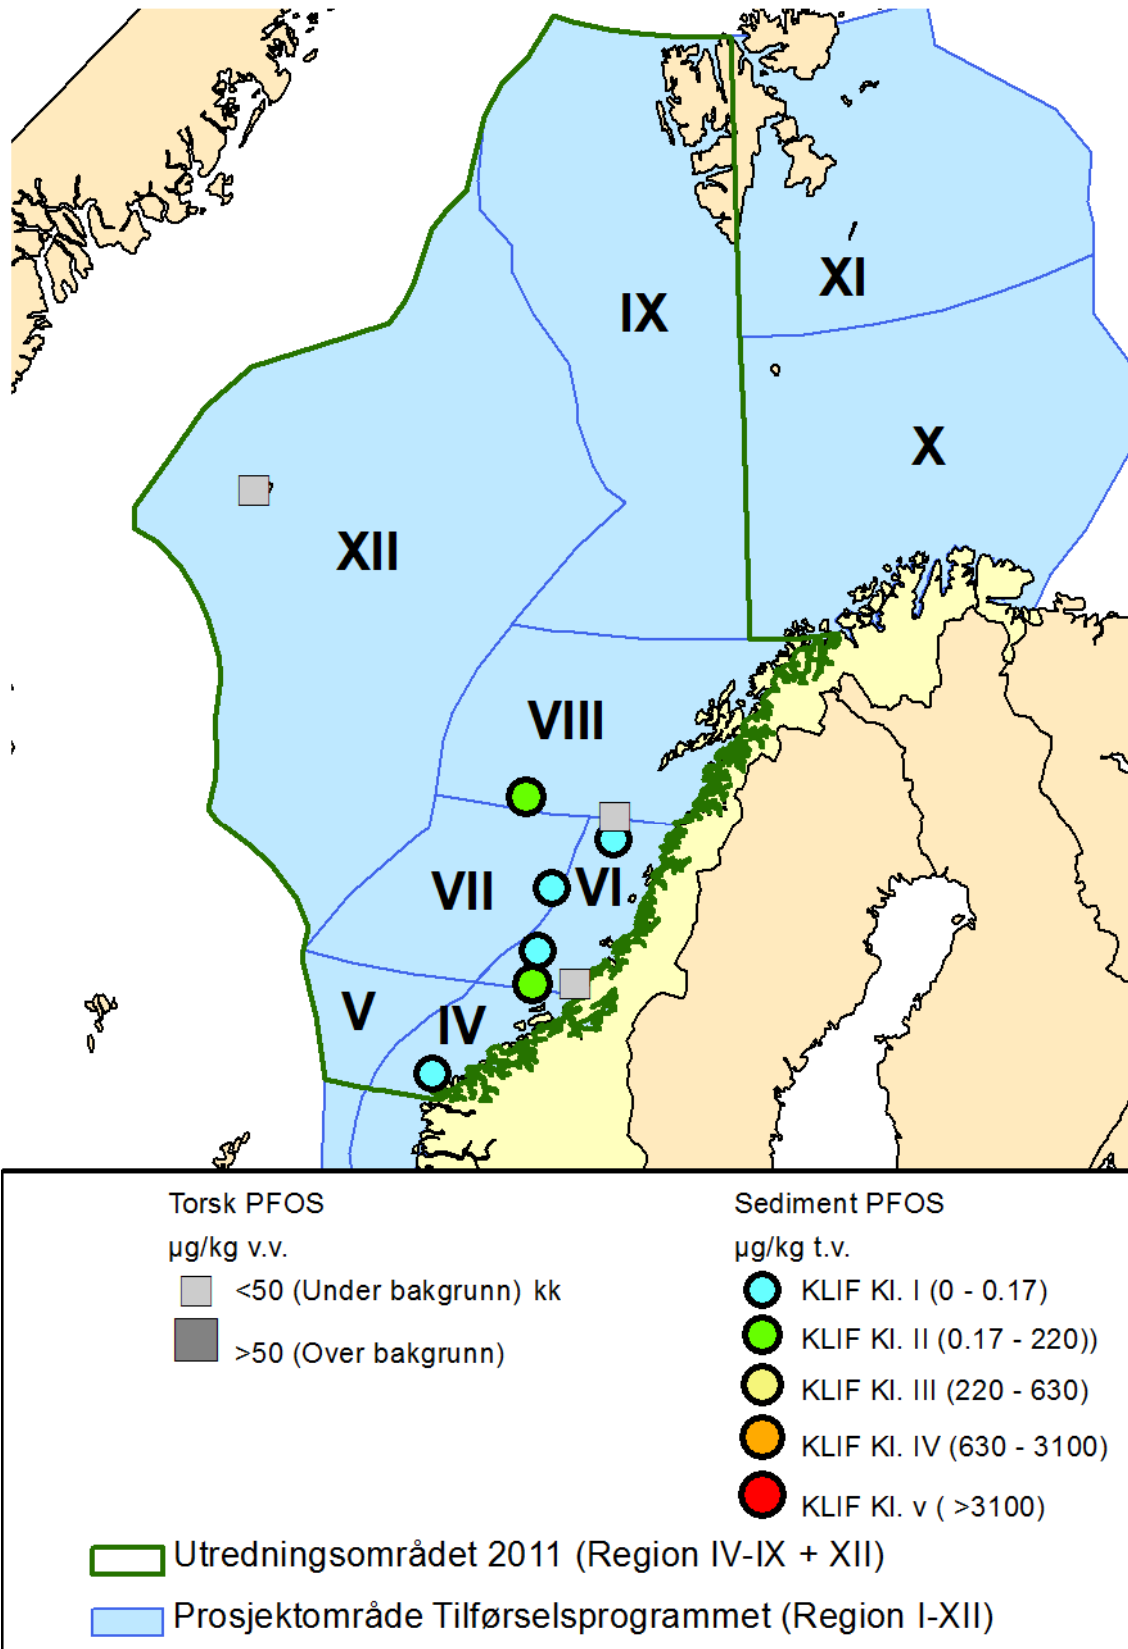 XI
IX
X
XII
VIII
VII
VI
V
IV
Torsk PFOS
µg/kg v.v.
<50 (Under bakgrunn) kk
>50 (Over bakgrunn)
Sediment PFOS
µg/kg t.v.
KLIF Kl. I (0 - 0.17)
KLIF Kl. II (0.17 - 220))
KLIF Kl. III (220 - 630)
KLIF Kl. IV (630 - 3100)
KLIF Kl. v ( >3100)
Utredningsområdet 2011 (Region IV-IX + XII)
Prosjektområde Tilførselsprogrammet (Region I-XII)